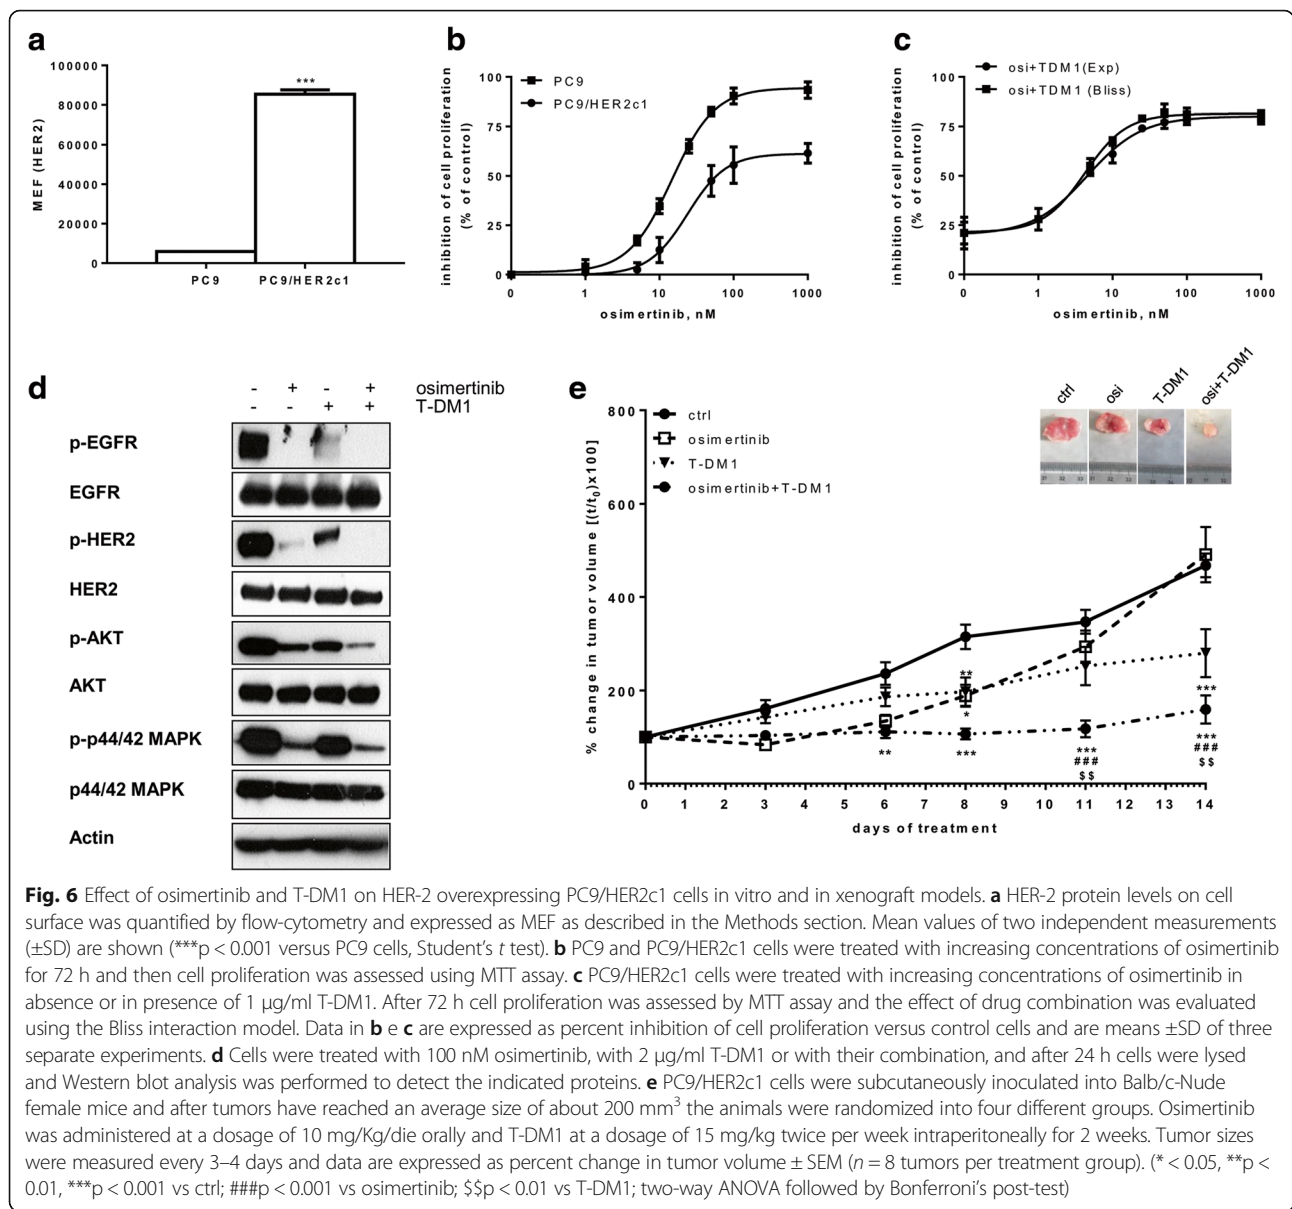 a
100000
80000
60000
40000
20000
0
MEF (HER2)
***
PC9
PC9/HER2c1
b
100
75
50
25
0
inhibition of cell proliferation
(% of control)
PC9
PC9/HER2c1
0
1
10
100
1000
osimertinib, nM
c
100
75
50
25
0
inhibition of cell proliferation
(% of control)
osi+TDM1(Exp)
osi+TDM1 (Bliss)
0
1
10
100
1000
osimertinib, nM
d
- + - + osimertinib
- - + + T-DM1
p-EGFR
EGFR
p-HER2
HER2
p-AKT
AKT
p-p44/42 MAPK
p44/42 MAPK
Actin
e
800
600
400
200
0
% change in tumor volume [(t/t0)x100]
ctrl
osimertinib
T-DM1
osimertinib+T-DM1
ctrl
osi
T-DM1
osi+T-DM1
**
*
**
***
***
###
$$
***
***
###
$$
0 1 2 3 4 5 6 7 8 9 10 11 12 13 14
days of treatment
Fig. 6 Effect of osimertinib and T-DM1 on HER-2 overexpressing PC9/HER2c1 cells in vitro and in xenograft models. a HER-2 protein levels on cell
surface was quantified by flow-cytometry and expressed as MEF as described in the Methods section. Mean values of two independent measurements
(±SD) are shown (***p < 0.001 versus PC9 cells, Student's t test). b PC9 and PC9/HER2c1 cells were treated with increasing concentrations of osimertinib
for 72 h and then cell proliferation was assessed using MTT assay. c PC9/HER2c1 cells were treated with increasing concentrations of osimertinib in
absence or in presence of 1 μg/ml T-DM1. After 72 h cell proliferation was assessed by MTT assay and the effect of drug combination was evaluated
using the Bliss interaction model. Data in b e c are expressed as percent inhibition of cell proliferation versus control cells and are means ±SD of three
separate experiments. d Cells were treated with 100 nM osimertinib, with 2 μg/ml T-DM1 or with their combination, and after 24 h cells were lysed
and Western blot analysis was performed to detect the indicated proteins. e PC9/HER2c1 cells were subcutaneously inoculated into Balb/c-Nude
female mice and after tumors have reached an average size of about 200 mm³ the animals were randomized into four different groups. Osimertinib
was administered at a dosage of 10 mg/Kg/die orally and T-DM1 at a dosage of 15 mg/kg twice per week intraperitoneally for 2 weeks. Tumor sizes
were measured every 3–4 days and data are expressed as percent change in tumor volume ± SEM (n = 8 tumors per treatment group). (* < 0.05, **p <
0.01, ***p < 0.001 vs ctrl; ###p < 0.001 vs osimertinib; $$p < 0.01 vs T-DM1; two-way ANOVA followed by Bonferroni's post-test)